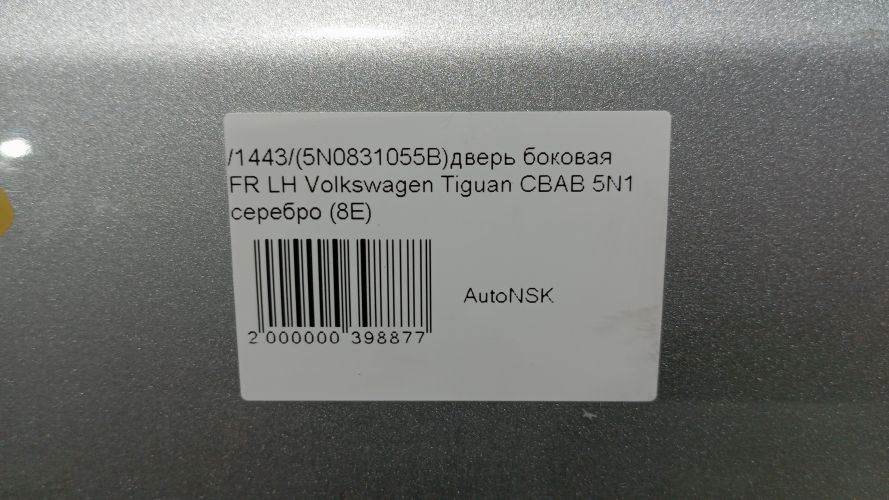 /1443/(5N0831055B)дверь боковая
FR LH Volkswagen Tiguan CBAB 5N1
серебро (8E)
AutoNSK
2 000000 398877